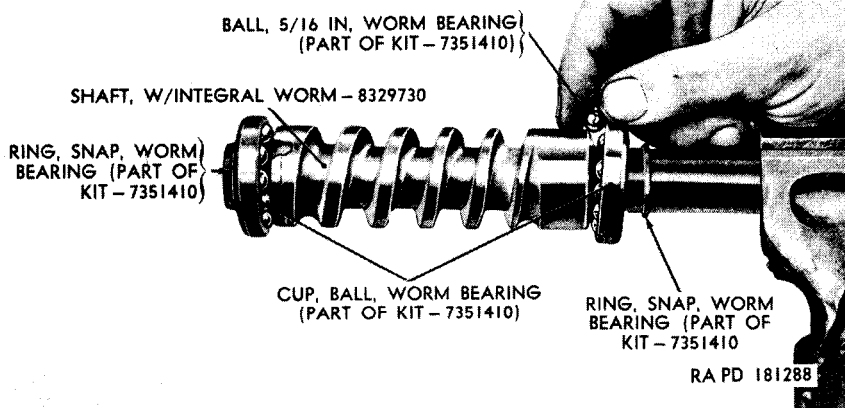 BALL, 5/16 IN, WORM BEARING
(PART OF KIT – 7351410)
SHAFT, W/INTEGRAL WORM – 8329730
RING, SNAP, WORM
BEARING (PART OF
KIT – 7351410)
CUP, BALL, WORM BEARING
(PART OF KIT – 7351410)
RING, SNAP, WORM
BEARING (PART OF
KIT – 7351410
RA PD 181288